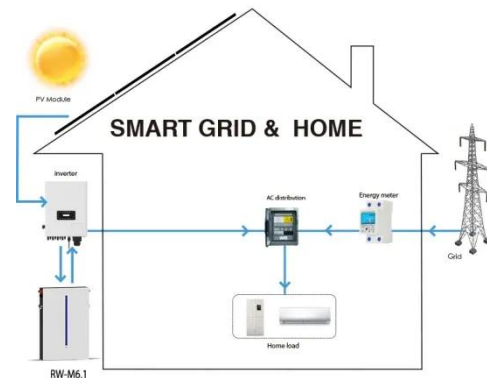 PV Module
SMART GRID & HOME
Inverter
AC distribution
Energy meter
Grid
Home load
RW-M6.1